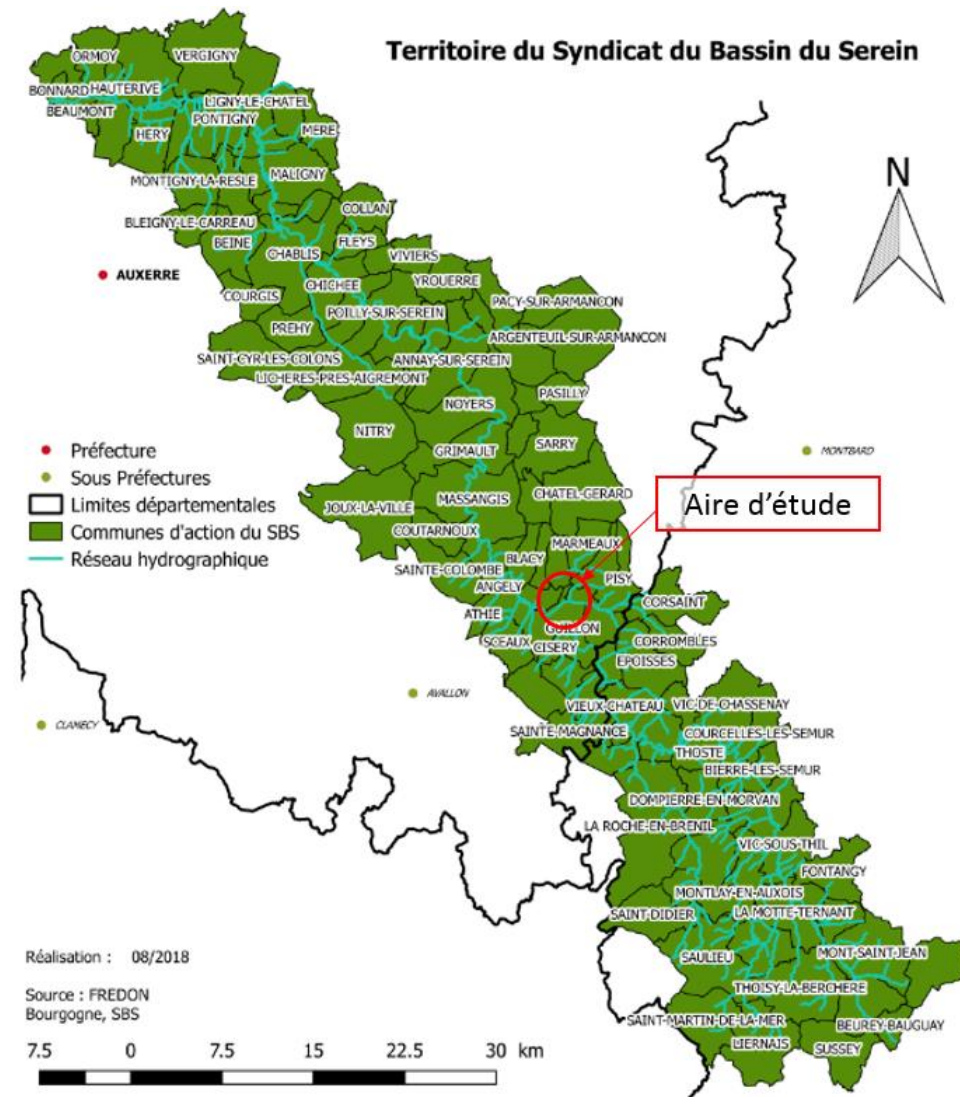 Territoire du Syndicat du Bassin du Serein
ORMOY
VERGIGNY
BONNARD
HAUTERIVE
BEAUMONT
LIGNY-LE-CHATEL
PONTIGNY
HERY
MERE
N
MALIGNY
MONTIGNY-LA-RESLE
COLLAN
BLEIGNY-LE-CARREAU
BEINE
FLEYS
CHABLIS
VIVIERS
AUXERRE
YROUERRE
CHICHEE
COURGIS
PACY-SUR-ARMANCON
POILLY-SUR-SEREIN
PREHY
ARGENTEUIL-SUR-ARMANCON
SAINT-CYR-LES-COLONS
ANNAY-SUR-SEREIN
LICHERES-PRES-AIGREMONT
PASILLY
NOYERS
NITRY
SARRY
GRIMAULT
MONTBARD
Préfecture
Sous Préfectures
Limites départementales
Communes d'action du SBS
Réseau hydrographique
MASSANGIS
CHATEL-GERARD
JOUX-LA-VILLE
Aire d'étude
COUTARNOUX
MARMEAUX
BLACY
SAINTE-COLOMBE
PISY
ANGELY
CORSAINT
ATHIE
GUILLON
SCEAUX
CISERY
CORROMBLES
EPOISSES
AVALLON
CLAMECY
VIEUX-CHATEAU
VIC-DE-CHASSENAY
SAINTE-MAGNANCE
COURCELLES-LES-SEMUR
THOSTE
BIERRE-LES-SEMUR
DOMPIERRE-EN-MORVAN
LA ROCHE-EN-BRENIL
VIC-SOUS-THIL
FONTANGY
MONTLAY-EN-AUXOIS
SAINT-DIDIER
LA MOTTE-TERNANT
SAULIEU
MONT-SAINT-JEAN
THOISY-LA-BERCHERE
SAINT-MARTIN-DE-LA-MER
BEUREY-BAUGUAY
LIERNAIS
SUSSEY
Réalisation : 08/2018
Source : FREDON
Bourgogne, SBS
7.5 0 7.5 15 22.5 30 km